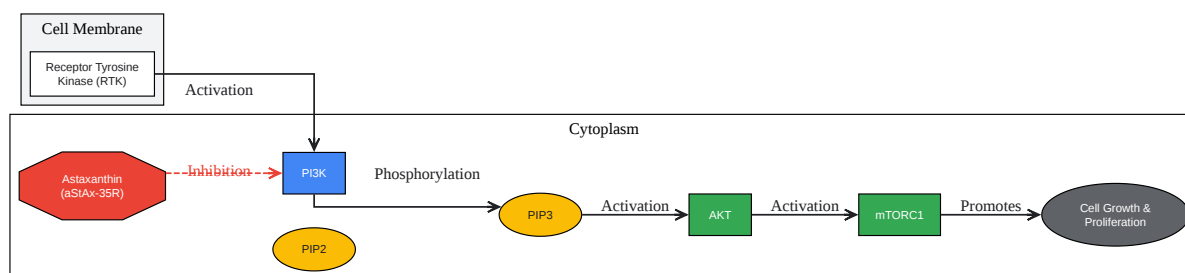 Cell Membrane
Receptor Tyrosine
Kinase (RTK)
Activation
Cytoplasm
Astaxanthin
(aStAx-35R)
Inhibition
PI3K
Phosphorylation
PIP2
PIP3
Activation
AKT
Activation
mTORC1
Promotes
Cell Growth &
Proliferation